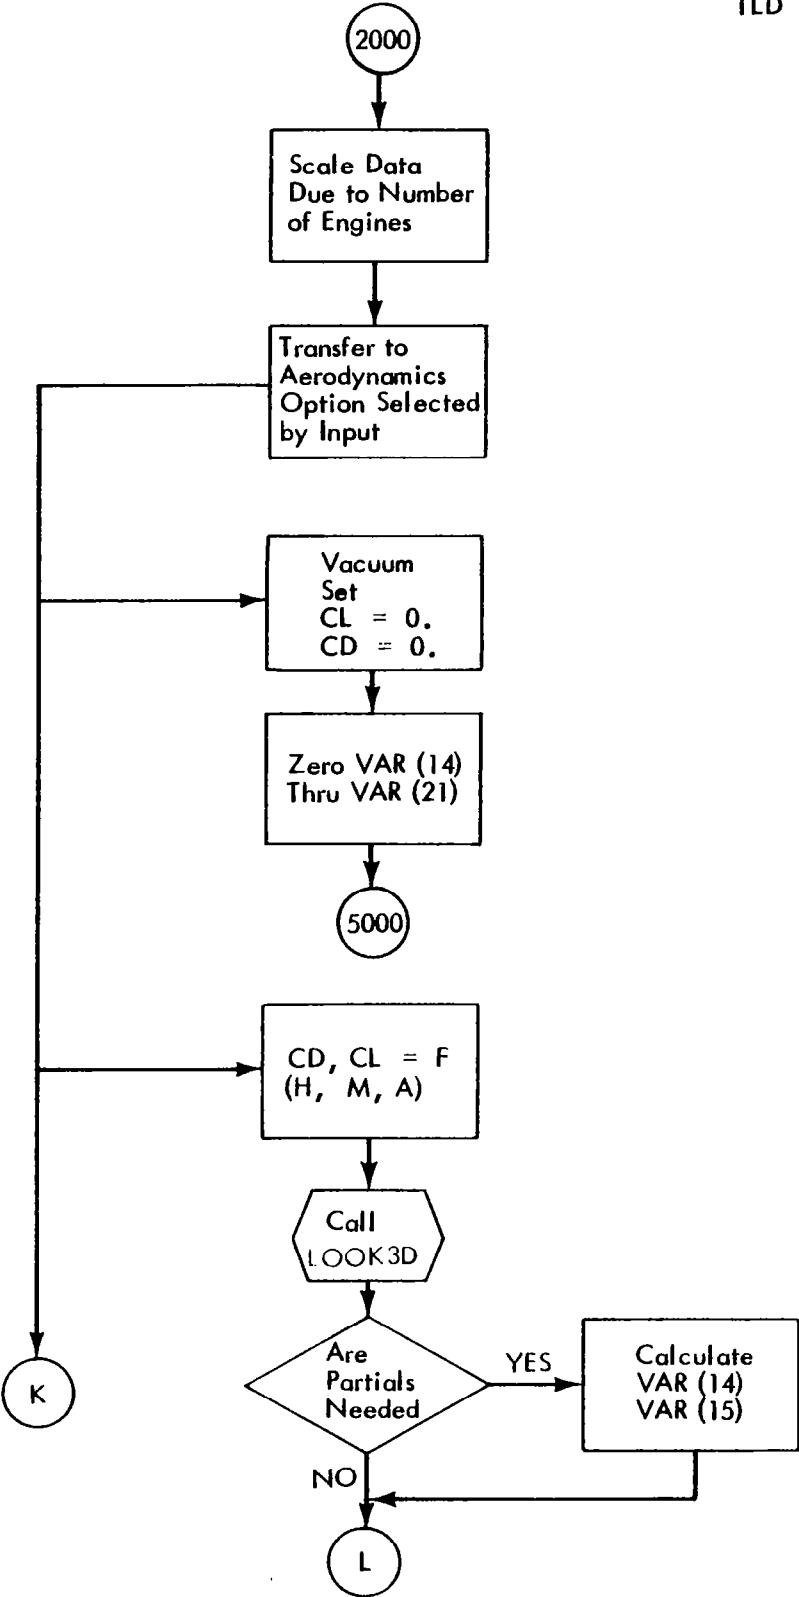 TLD
2000
Scale Data
Due to Number
of Engines
Transfer to
Aerodynamics
Option Selected
by Input
Vacuum
Set
CL = 0.
CD = 0.
Zero VAR (14)
Thru VAR (21)
5000
CD, CL = F
(H, M, A)
Call
LOOK3D
Are
Partials
Needed
YES
Calculate
VAR (14)
VAR (15)
K
NO
L